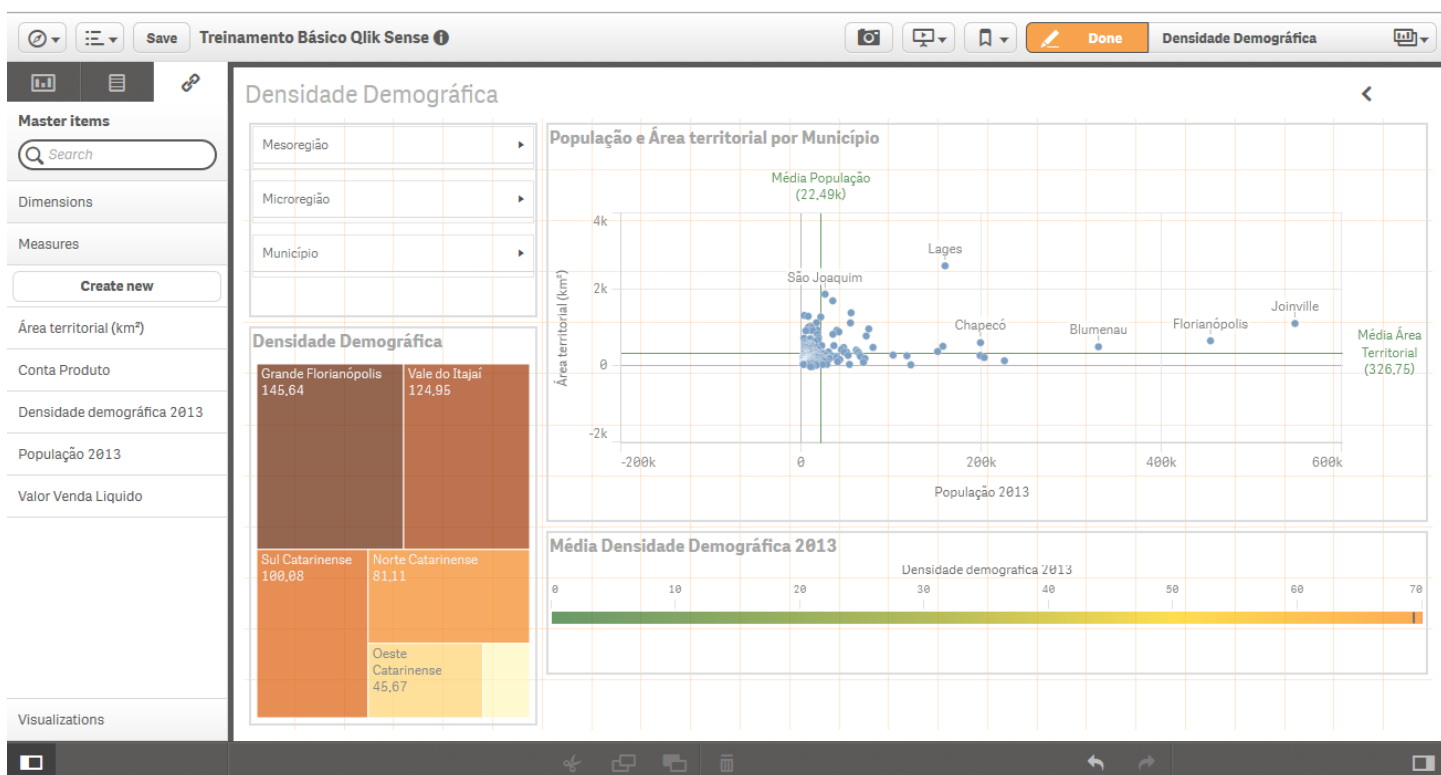 Save
Treinamento Básico Qlik Sense
Done
Densidade Demográfica
Master items
Search
Dimensions
Measures
Create new
Área territorial (km²)
Conta Produto
Densidade demográfica 2013
População 2013
Valor Venda Liquido
Visualizations
Densidade Demográfica
Mesoregião
Microregião
Município
Densidade Demográfica
Grande Florianópolis
145,64
Vale do Itajaí
124,95
Sul Catarinense
100,08
Norte Catarinense
81,11
Oeste
Catarinense
45,67
População e Área territorial por Município
Média População
(22,49k)
4k
2k
0
-2k
Área territorial (km²)
Lages
São Joaquim
Chapecó
Blumenau
Florianópolis
Joinville
Média Área
Territorial
(326,75)
-200k
0
200k
400k
600k
População 2013
Média Densidade Demográfica 2013
Densidade demográfica 2013
0
10
20
30
40
50
60
70